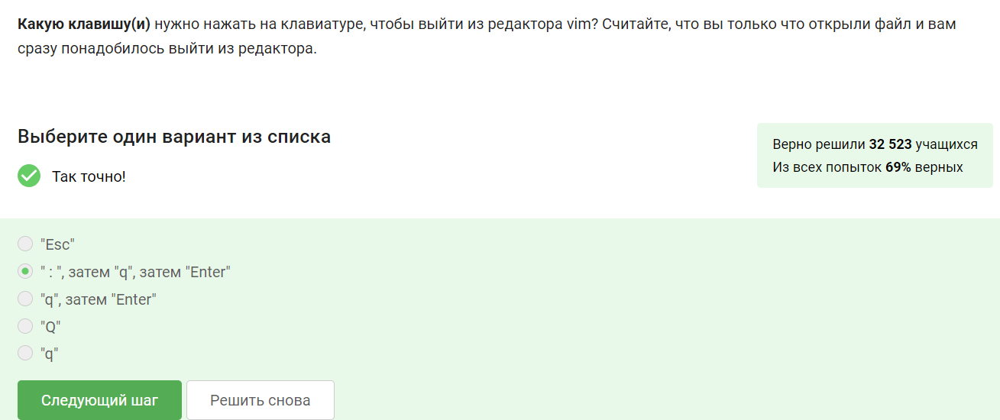 Какую клавишу(и) нужно нажать на клавиатуре, чтобы выйти из редактора vim? Считайте, что вы только что открыли файл и вам
сразу понадобилось выйти из редактора.
Выберите один вариант из списка
Так точно!
Верно решили 32 523 учащихся
Из всех попыток 69% верных
"Esc"
" : ", затем "q", затем "Enter"
"q", затем "Enter"
"Q"
"q"
Следующий шаг
Решить снова